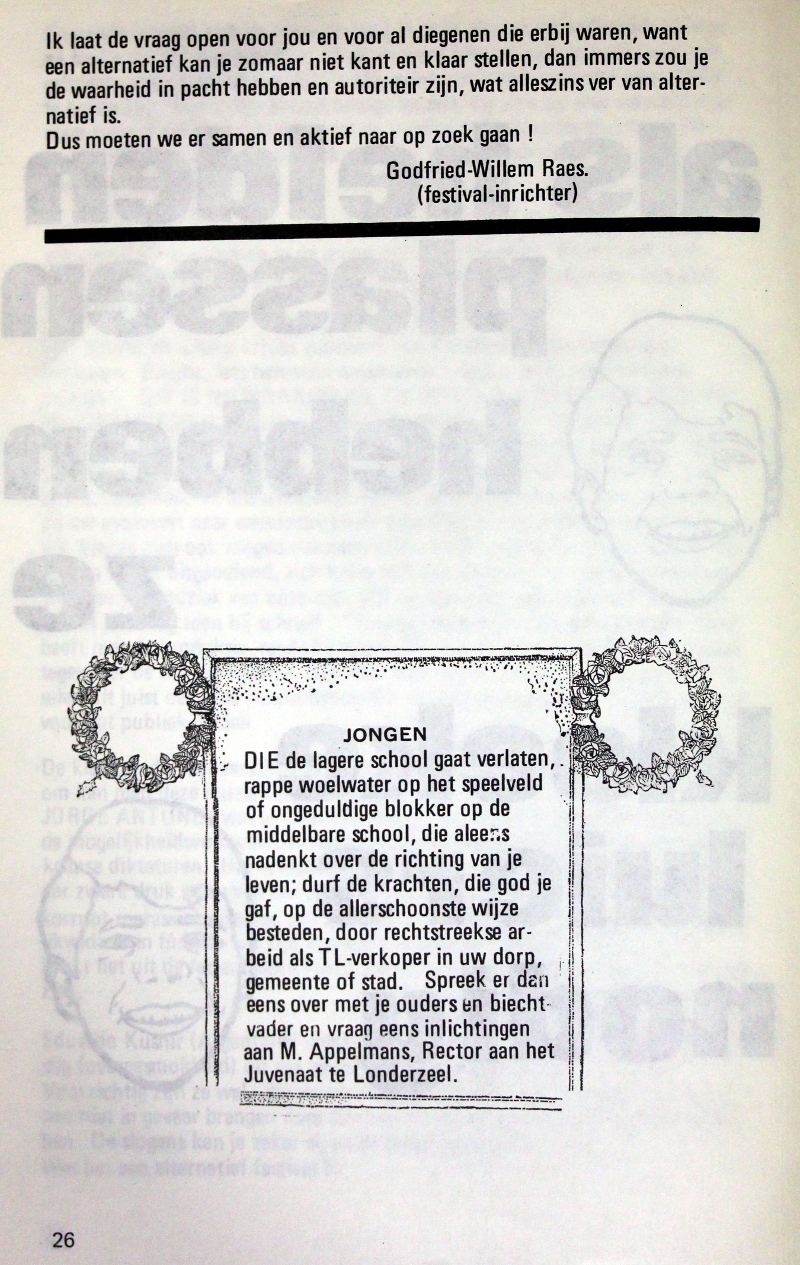 Ik laat de vraag open voor jou en voor al diegenen die erbij waren, want
een alternatief kan je zomaar niet kant en klaar stellen, dan immers zou je
de waarheid in pacht hebben en autoriteir zijn, wat alleszins ver van alter-
natief is.
Dus moeten we er samen en aktief naar op zoek gaan !
Godfried-Willem Raes.
(festival-inrichter)
JONGEN
DIE de lagere school gaat verlaten,
rappe woelwater op het speelveld
of ongeduldige blokker op de
middelbare school, die aleens
nadenkt over de richting van je
leven; durf de krachten, die god je
gaf, op de allerschoonste wijze
besteden, door rechtstreekse ar-
beid als TL-verkoper in uw dorp,
gemeente of stad. Spreek er dan
eens over met je ouders en biecht-
vader en vraag eens inlichtingen
aan M. Appelmans, Rector aan het
Juvenaat te Londerzeel.
26